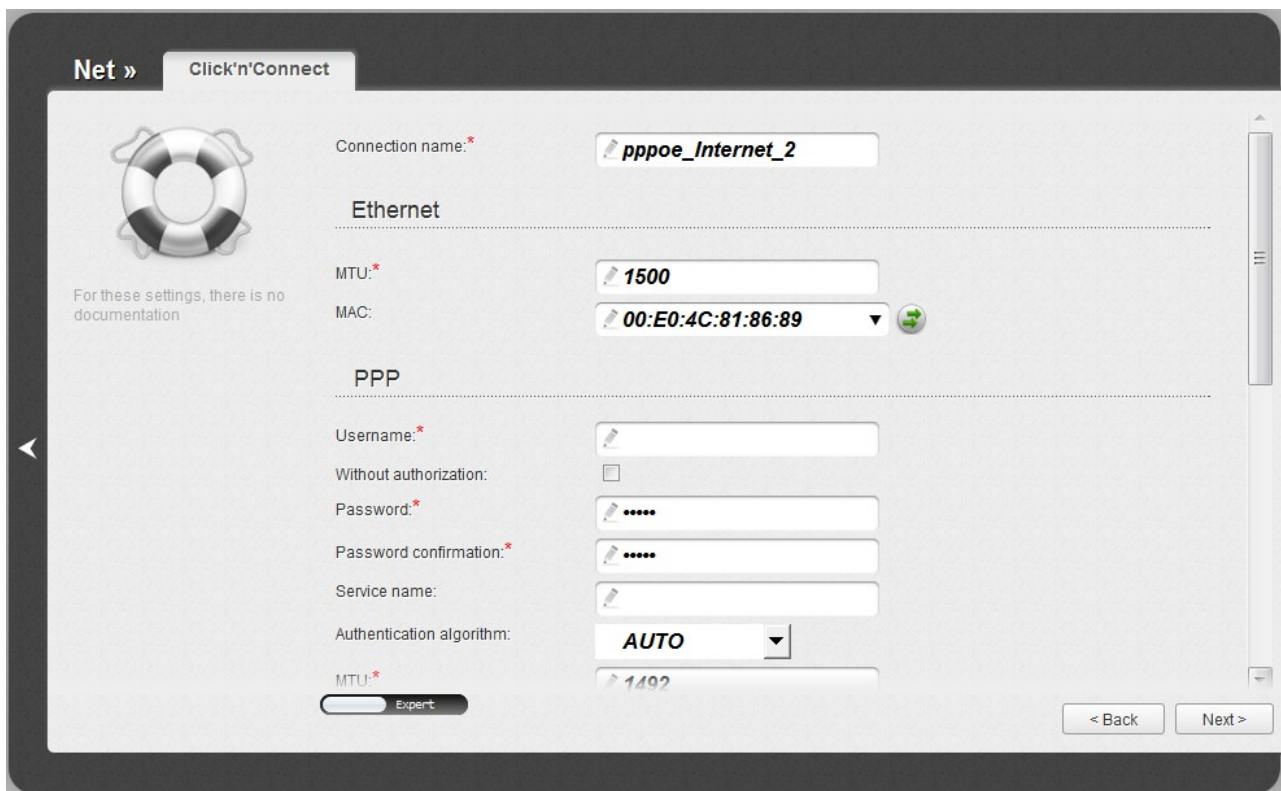 Net » Click'n'Connect
Connection name:* pppoe_Internet_2
Ethernet
MTU:* 1500
For these settings, there is no
documentation
MAC: 00:E0:4C:81:86:89
PPP
Username:*
Without authorization:
Password:* •••••
Password confirmation:* •••••
Service name:
Authentication algorithm: AUTO
MTU:* 1492
Expert
< Back Next >